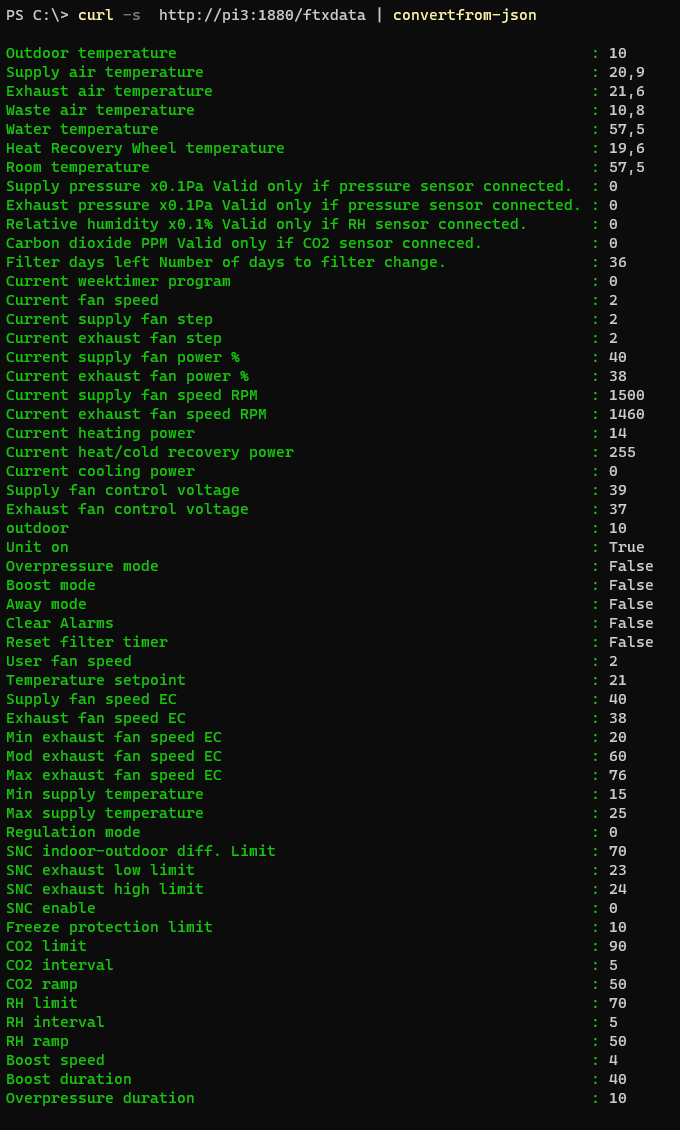 PS C:\> curl -s  http://pi3:1880/ftxdata | convertfrom-json
Outdoor temperature : 10
Supply air temperature : 20,9
Exhaust air temperature : 21,6
Waste air temperature : 10,8
Water temperature : 57,5
Heat Recovery Wheel temperature : 19,6
Room temperature : 57,5
Supply pressure x0.1Pa Valid only if pressure sensor connected. : 0
Exhaust pressure x0.1Pa Valid only if pressure sensor connected. : 0
Relative humidity x0.1% Valid only if RH sensor connected. : 0
Carbon dioxide PPM Valid only if CO2 sensor conneced. : 0
Filter days left Number of days to filter change. : 36
Current weektimer program : 0
Current fan speed : 2
Current supply fan step : 2
Current exhaust fan step : 2
Current supply fan power % : 40
Current exhaust fan power % : 38
Current supply fan speed RPM : 1500
Current exhaust fan speed RPM : 1460
Current heating power : 14
Current heat/cold recovery power : 255
Current cooling power : 0
Supply fan control voltage : 39
Exhaust fan control voltage : 37
outdoor : 10
Unit on : True
Overpressure mode : False
Boost mode : False
Away mode : False
Clear Alarms : False
Reset filter timer : False
User fan speed : 2
Temperature setpoint : 21
Supply fan speed EC : 40
Exhaust fan speed EC : 38
Min exhaust fan speed EC : 20
Mod exhaust fan speed EC : 60
Max exhaust fan speed EC : 76
Min supply temperature : 15
Max supply temperature : 25
Regulation mode : 0
SNC indoor-outdoor diff. Limit : 70
SNC exhaust low limit : 23
SNC exhaust high limit : 24
SNC enable : 0
Freeze protection limit : 10
CO2 limit : 90
CO2 interval : 5
CO2 ramp : 50
RH limit : 70
RH interval : 5
RH ramp : 50
Boost speed : 4
Boost duration : 40
Overpressure duration : 10